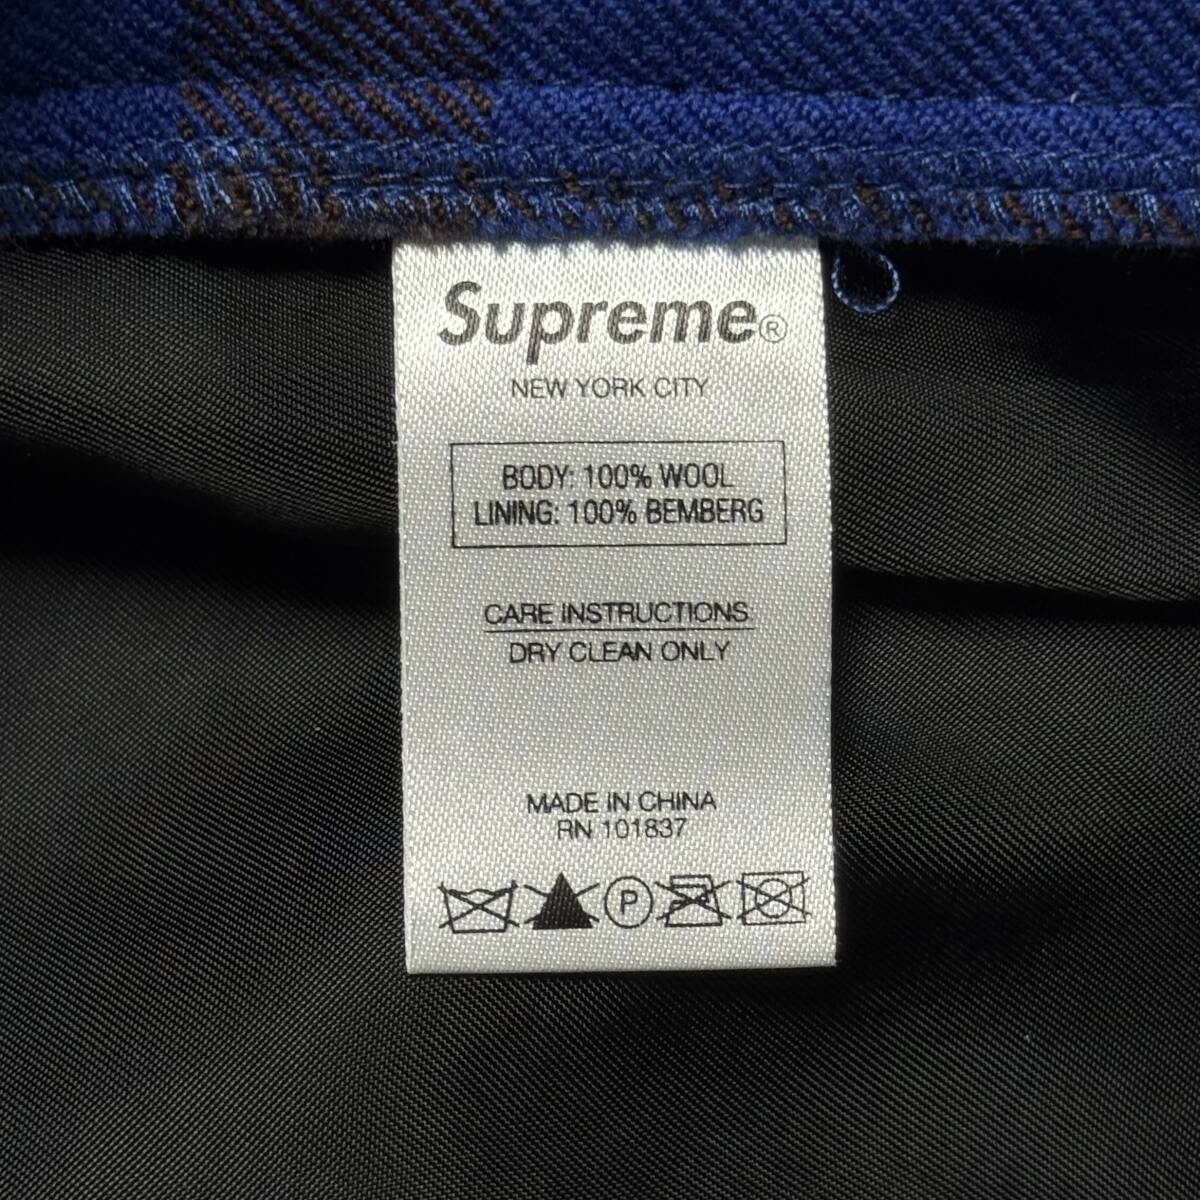 Supreme®
NEW YORK CITY
BODY: 100% WOOL
LINING: 100% BEMBERG
CARE INSTRUCTIONS
DRY CLEAN ONLY
MADE IN CHINA
RN 101837
P